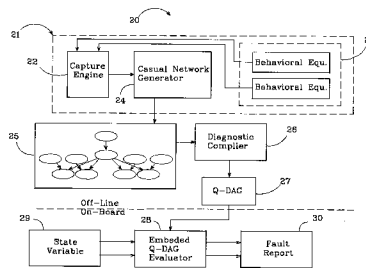 20
21
22
Capture
Engine
Casual Network
Generator
24
Behavioral Equ.
Behavioral Equ.
25
Diagnostic
Complier
26
Q-DAG
27
Off-Line
On-Board
29
State
Variable
28
Embeded
Q-DAG
Evaluator
30
Fault
Report